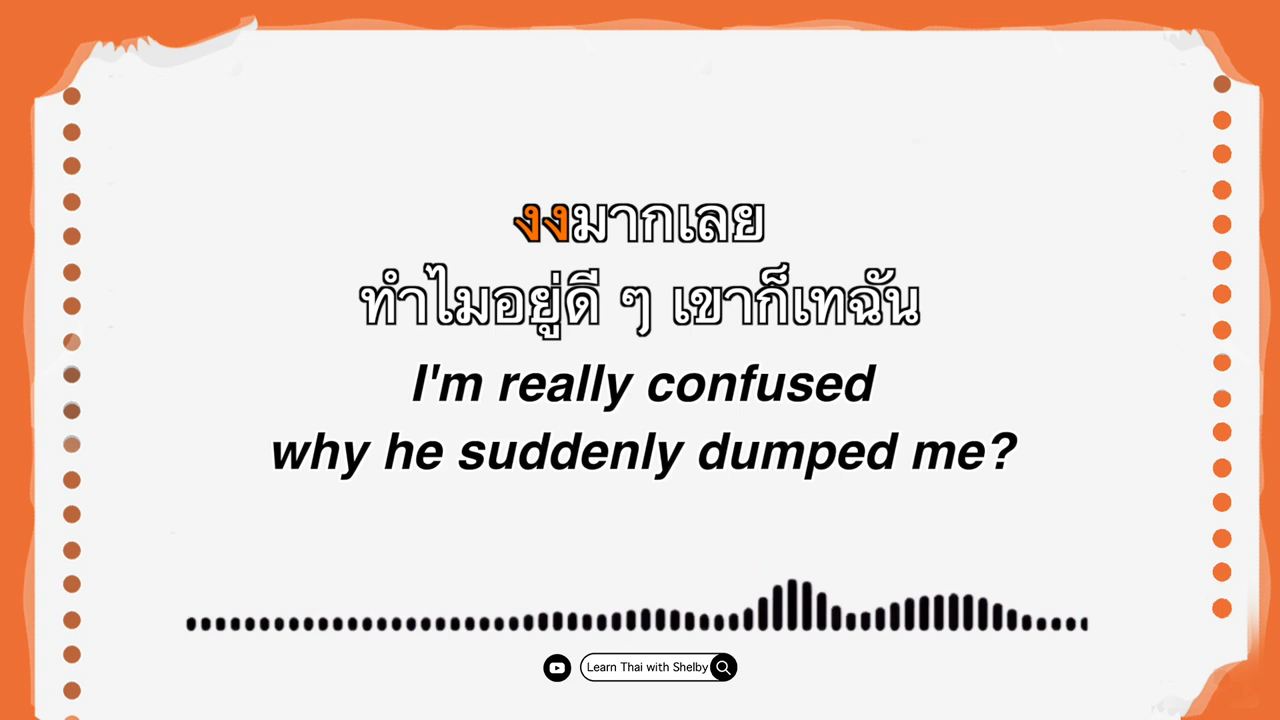 งงมากเลย
ทำไมอยู่ดี ๆ เขาก็เทฉัน
I'm really confused
why he suddenly dumped me?
Learn Thai with Shelby